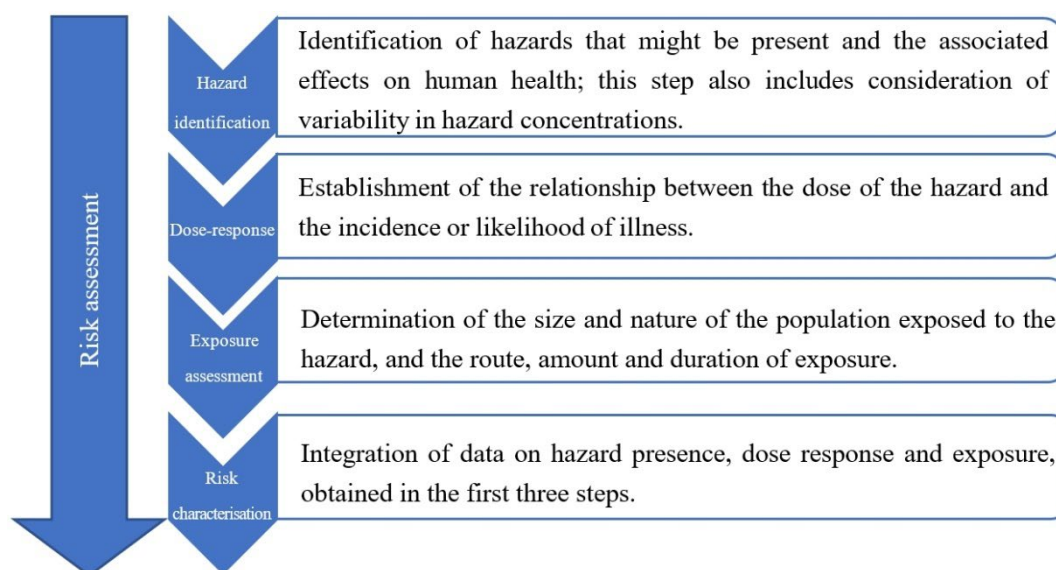 Risk assessment
Hazard
identification
Identification of hazards that might be present and the associated
effects on human health; this step also includes consideration of
variability in hazard concentrations.
Dose-response
Establishment of the relationship between the dose of the hazard and
the incidence or likelihood of illness.
Exposure
assessment
Determination of the size and nature of the population exposed to the
hazard, and the route, amount and duration of exposure.
Risk
characterisation
Integration of data on hazard presence, dose response and exposure,
obtained in the first three steps.